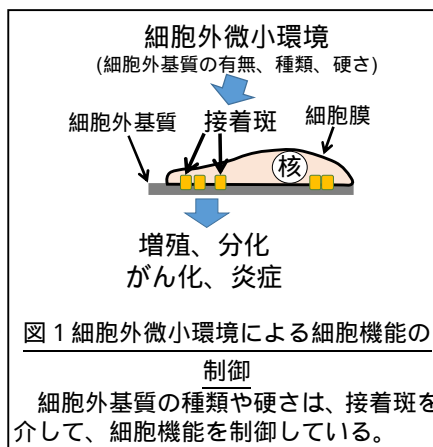 細胞外微小環境
(細胞外基質の有無、種類、硬さ)
細胞外基質 接着斑 細胞膜
核
増殖、分化
がん化、炎症
図1細胞外微小環境による細胞機能の
制御
細胞外基質の種類や硬さは、接着斑を
介して、細胞機能を制御している。